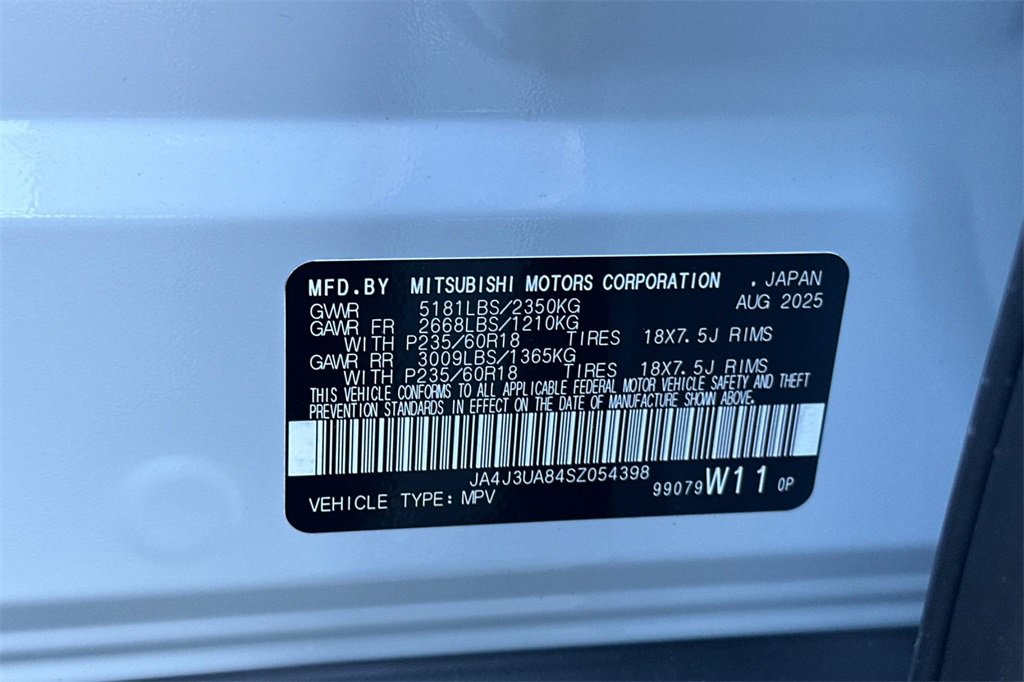 MFD.BY MITSUBISHI MOTORS CORPORATION . JAPAN
GVWR 5181LBS/2350KG AUG 2025
GAWR FR 2668LBS/1210KG
WITH P235/60R18 TIRES 18X7.5J RIMS
GAWR RR 3009LBS/1365KG
WITH P235/60R18 TIRES 18X7.5J RIMS
THIS VEHICLE CONFORMS TO ALL APPLICABLE FEDERAL MOTOR VEHICLE SAFETY AND THEFT
PREVENTION STANDARDS IN EFFECT ON THE DATE OF MANUFACTURE SHOWN ABOVE.
JA4J3UA84SZ054398
VEHICLE TYPE: MPV 99079 W11 0P